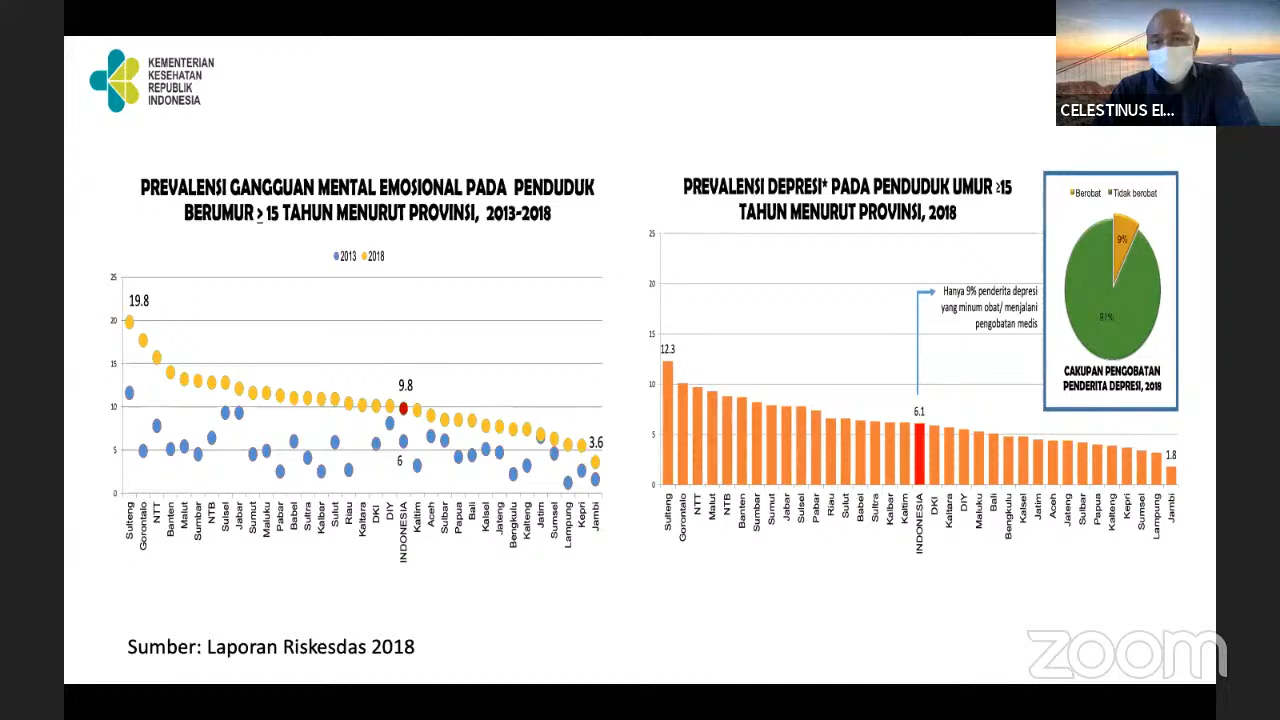 KEMENTERIAN
KESEHATAN
REPUBLIK
INDONESIA
CELESTINUS EI...
PREVALENSI GANGGUAN MENTAL EMOSIONAL PADA PENDUDUK
BERUMUR ≥ 15 TAHUN MENURUT PROVINSI, 2013-2018
2013 2018
25
20
15
10
5
0
19.8
9.8
6
3.6
Sulteng
Gorontalo
NTT
Banten
Malut
Sumbar
NTB
Sulsel
Jabar
Sumut
Maluku
Pabar
Babel
Sultra
Kalbar
Sulut
Riau
Kaltara
DKI
DIY
INDONESIA
Kaltim
Aceh
Sulbar
Papua
Bali
Kalsel
Jateng
Bengkulu
Kalteng
Jatim
Sumsel
Lampung
Kepri
Jambi
PREVALENSI DEPRESI* PADA PENDUDUK UMUR ≥15
TAHUN MENURUT PROVINSI, 2018
25
20
15
10
5
0
12.3
6.1
1.8
Hanya 9% penderita depresi
yang minum obat/ menjalani
pengobatan medis
Sulteng
Gorontalo
NTT
Malut
NTB
Banten
Sumbar
Sumut
Jabar
Sulsel
Pabar
Riau
Sulut
Babel
Sultra
Kalbar
Kaltim
INDONESIA
DKI
Kaltara
DIY
Maluku
Bali
Bengkulu
Kalsel
Jatim
Aceh
Jateng
Sulbar
Papua
Kalteng
Kepri
Sumsel
Lampung
Jambi
Berobat Tidak berobat
9%
91%
CAKUPAN PENGOBATAN
PENDERITA DEPRESI, 2018
Sumber: Laporan Riskesdas 2018
zoom